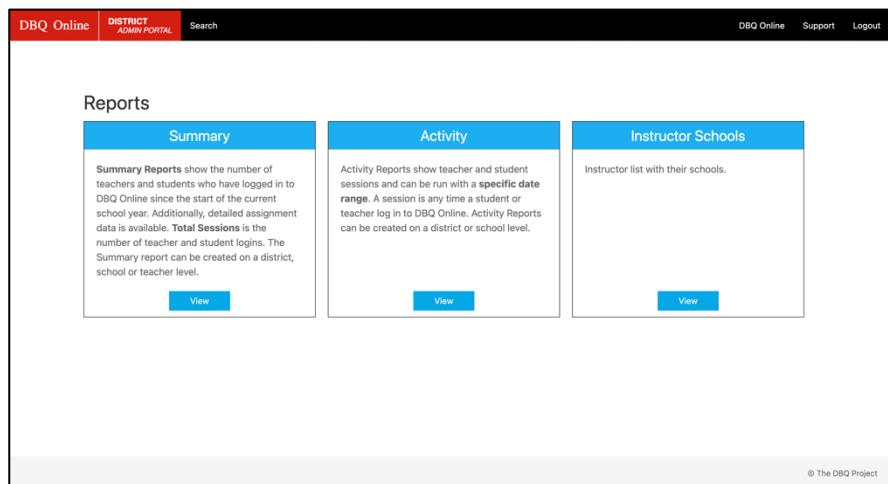 DBQ Online
DISTRICT
ADMIN PORTAL
Search
DBQ Online
Support
Logout
Reports
Summary
Summary Reports show the number of
teachers and students who have logged in to
DBQ Online since the start of the current
school year. Additionally, detailed assignment
data is available. Total Sessions is the
number of teacher and student logins. The
Summary report can be created on a district,
school or teacher level.
View
Activity
Activity Reports show teacher and student
sessions and can be run with a specific date
range. A session is any time a student or
teacher log in to DBQ Online. Activity Reports
can be created on a district or school level.
View
Instructor Schools
Instructor list with their schools.
View
© The DBQ Project